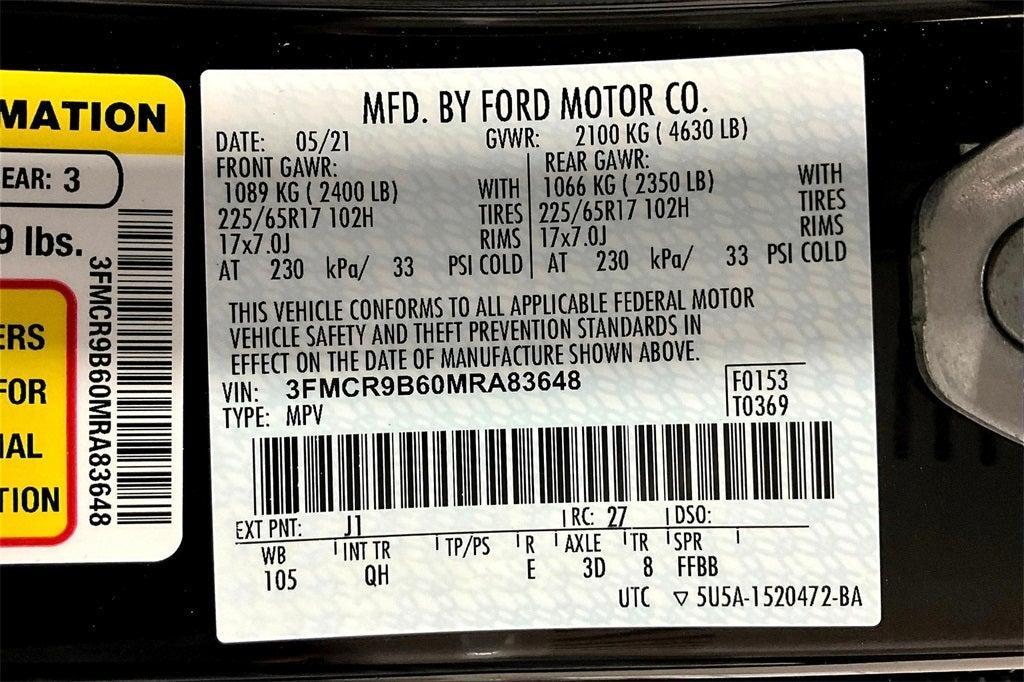 MATION
EAR: 3
9 lbs.
ERS
FOR
IAL
TION
3FMCR9B60MRA83648
MFD. BY FORD MOTOR CO.
DATE: 05/21 GVWR: 2100 KG ( 4630 LB)
FRONT GAWR: REAR GAWR:
1089 KG ( 2400 LB) WITH 1066 KG ( 2350 LB) WITH
225/65R17 102H TIRES 225/65R17 102H TIRES
17x7.0J RIMS 17x7.0J RIMS
AT 230 kPa/ 33 PSI COLD AT 230 kPa/ 33 PSI COLD
THIS VEHICLE CONFORMS TO ALL APPLICABLE FEDERAL MOTOR
VEHICLE SAFETY AND THEFT PREVENTION STANDARDS IN
EFFECT ON THE DATE OF MANUFACTURE SHOWN ABOVE.
VIN: 3FMCR9B60MRA83648 F0153
TYPE: MPV T0369
EXT PNT: J1 RC: 27 DSO:
WB INT TR TP/PS R AXLE TR SPR
105 QH E 3D 8 FFBB
UTC ▽ 5U5A-1520472-BA